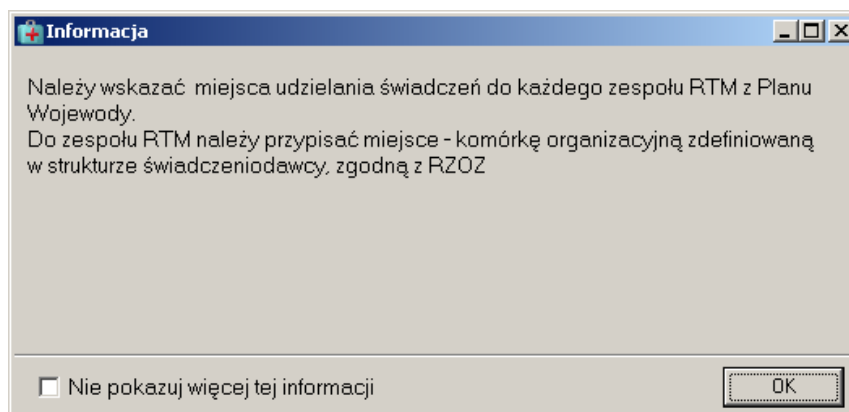 Informacja
Należy wskazać miejsca udzielania świadczeń do każdego zespołu RTM z Planu
Wojewody.
Do zespołu RTM należy przypisać miejsce - komórkę organizacyjną zdefiniowaną
w strukturze świadczeniodawcy, zgodną z RZOZ
Nie pokazuj więcej tej informacji
OK